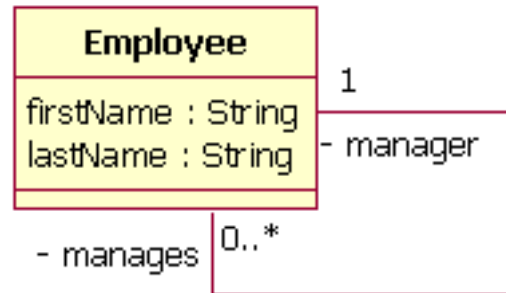 Employee
firstName : String
lastName : String
1
- manager
0..*
- manages